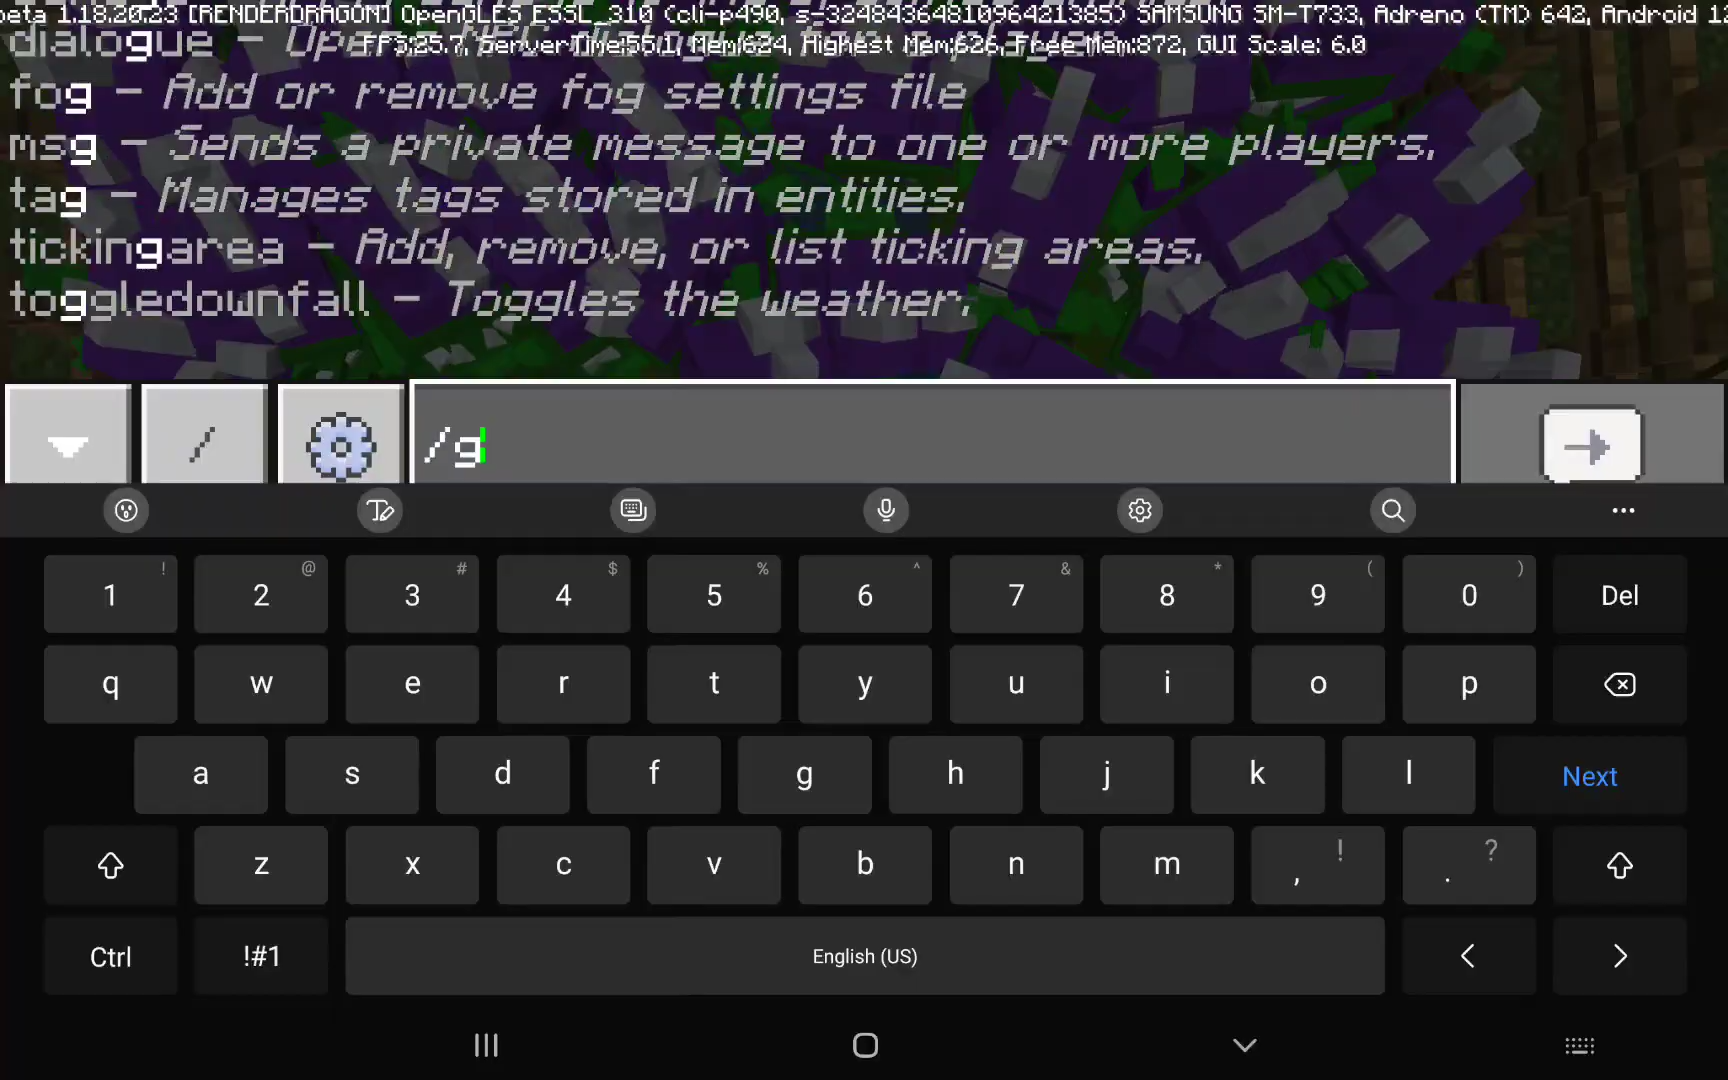 beta 1.18.20.23 [RENDERDRAGON] OpenGLES ESSL_310 (cli-p490, s=3248436481096421385) SAMSUNG SM-T733, Adreno (TM) 642, Android 12
FPS:25.7, ServerTime:55.1, Mem:624, Highest Mem:626, Free Mem:872, GUI Scale: 6.0
dialogue –
fog – Add or remove fog settings file
msg – Sends a private message to one or more players.
tag – Manages tags stored in entities.
tickingarea – Add, remove, or list ticking areas.
toggledownfall – Toggles the weather.
/ /g
! @ # $ % ^ & * ( )
1 2 3 4 5 6 7 8 9 0 Del
q w e r t y u i o p
a s d f g h j k l Next
z x c v b n m , ! . ?
Ctrl !#1 English (US) < >